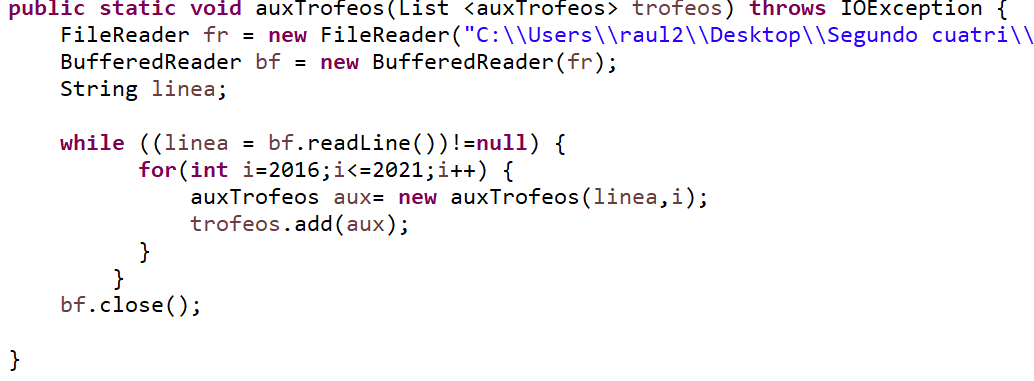 public static void auxTrofeos(List <auxTrofeos> trofeos) throws IOException {
FileReader fr = new FileReader("C:\\Users\\raul2\\Desktop\\Segundo cuatri\\
BufferedReader bf = new BufferedReader(fr);
String linea;
while ((linea = bf.readLine())!=null) {
for(int i=2016;i<=2021;i++) {
auxTrofeos aux= new auxTrofeos(linea,i);
trofeos.add(aux);
}
}
bf.close();
}